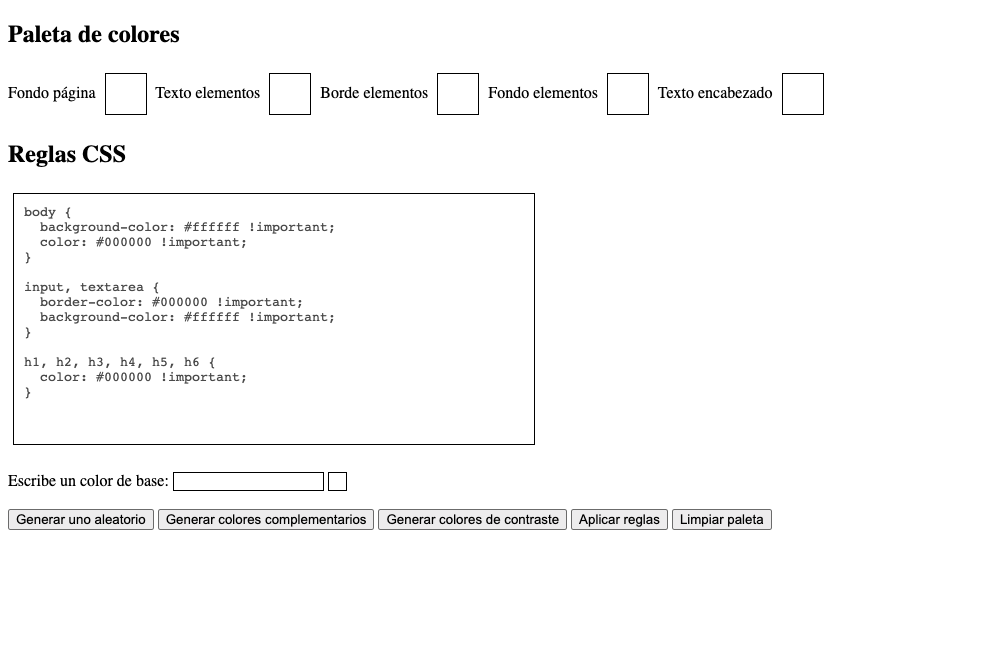 Paleta de colores
Fondo página Texto elementos Borde elementos Fondo elementos Texto encabezado
Reglas CSS
body {
  background-color: #ffffff !important;
  color: #000000 !important;
}
input, textarea {
  border-color: #000000 !important;
  background-color: #ffffff !important;
}
h1, h2, h3, h4, h5, h6 {
  color: #000000 !important;
}
Escribe un color de base:
Generar uno aleatorio Generar colores complementarios Generar colores de contraste Aplicar reglas Limpiar paleta